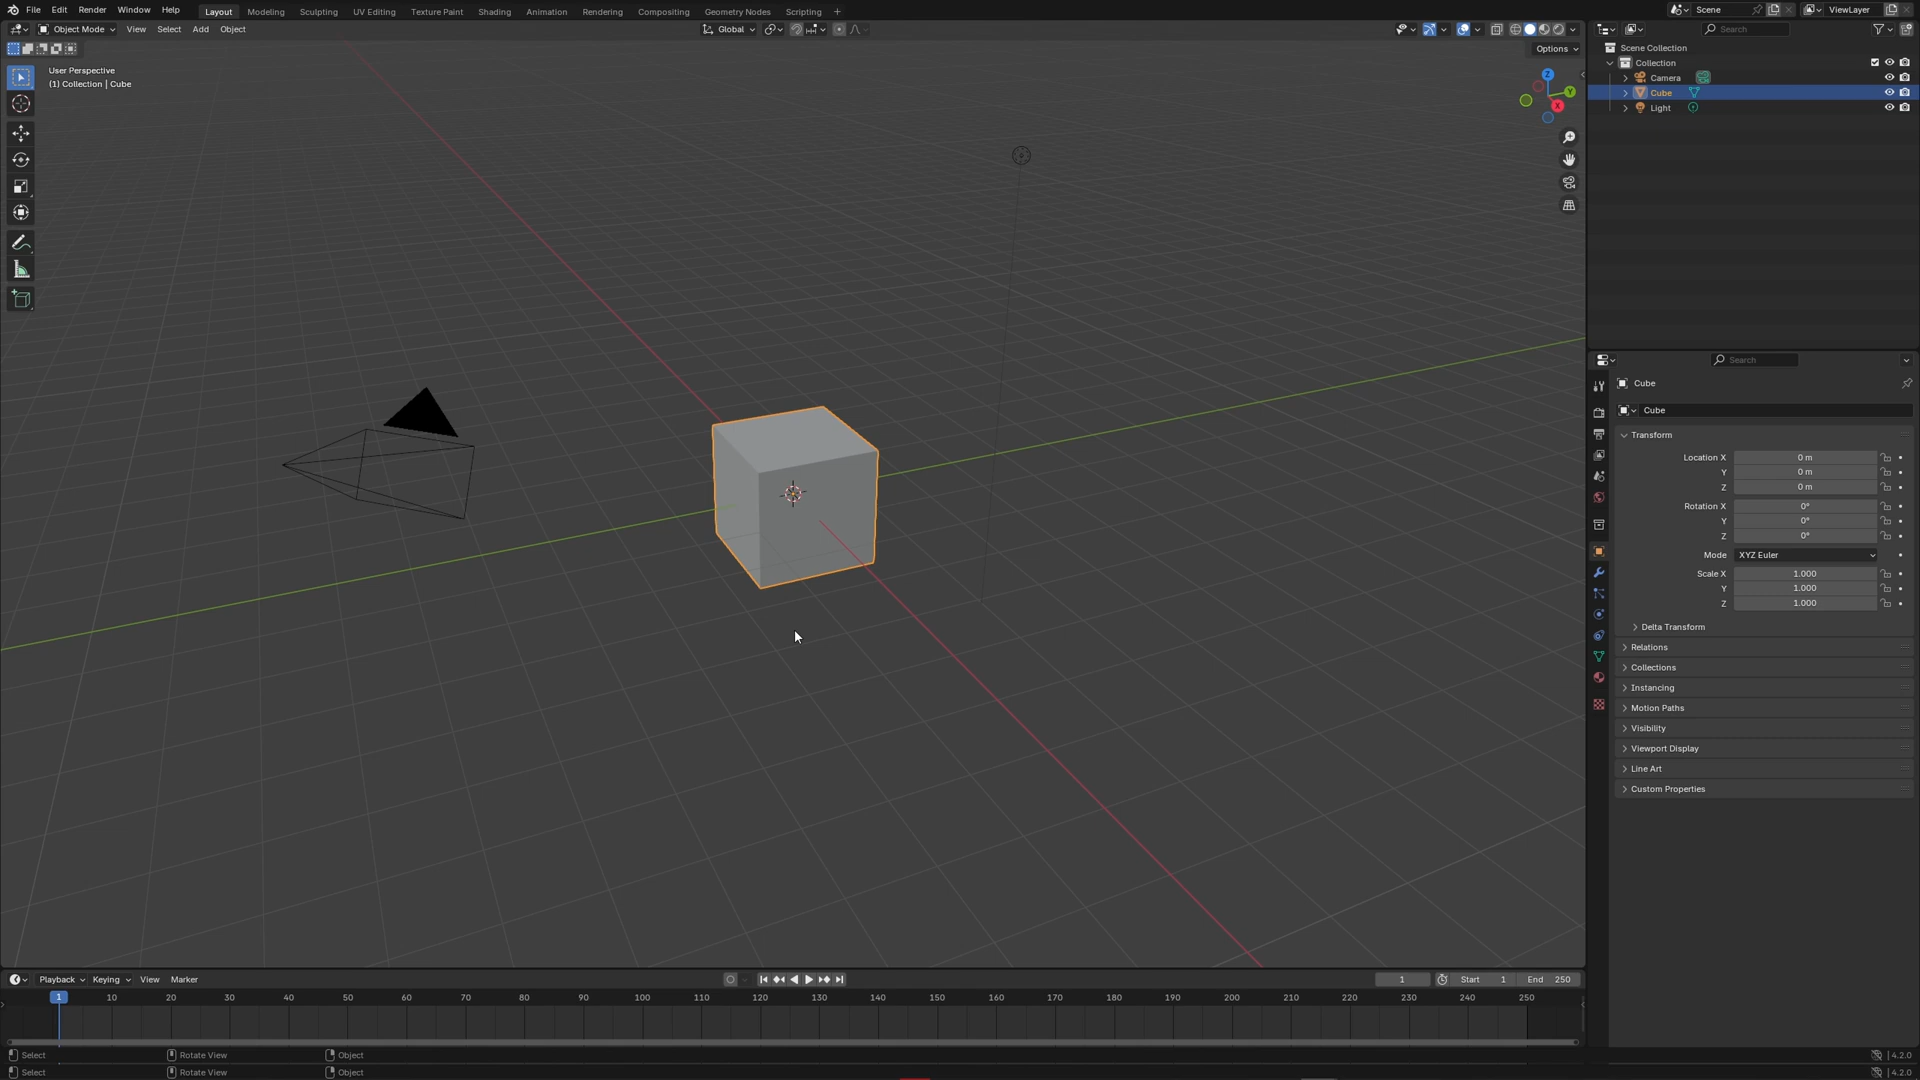 File Edit Render Window Help Layout Modeling Sculpting UV Editing Texture Paint Shading Animation Rendering Compositing Geometry Nodes Scripting + Scene ViewLayer
Object Mode View Select Add Object Global Search
Options
User Perspective
(1) Collection | Cube
Z
Y
X
Scene Collection
Collection
Camera
Cube
Light
Search
Cube
Cube
Transform
Location X 0 m
Y 0 m
Z 0 m
Rotation X 0°
Y 0°
Z 0°
Mode XYZ Euler
Scale X 1.000
Y 1.000
Z 1.000
Delta Transform
Relations
Collections
Instancing
Motion Paths
Visibility
Viewport Display
Line Art
Custom Properties
Playback Keying View Marker 1 Start 1 End 250
1 10 20 30 40 50 60 70 80 90 100 110 120 130 140 150 160 170 180 190 200 210 220 230 240 250
Select Rotate View Object 4.2.0
Select Rotate View Object 4.2.0